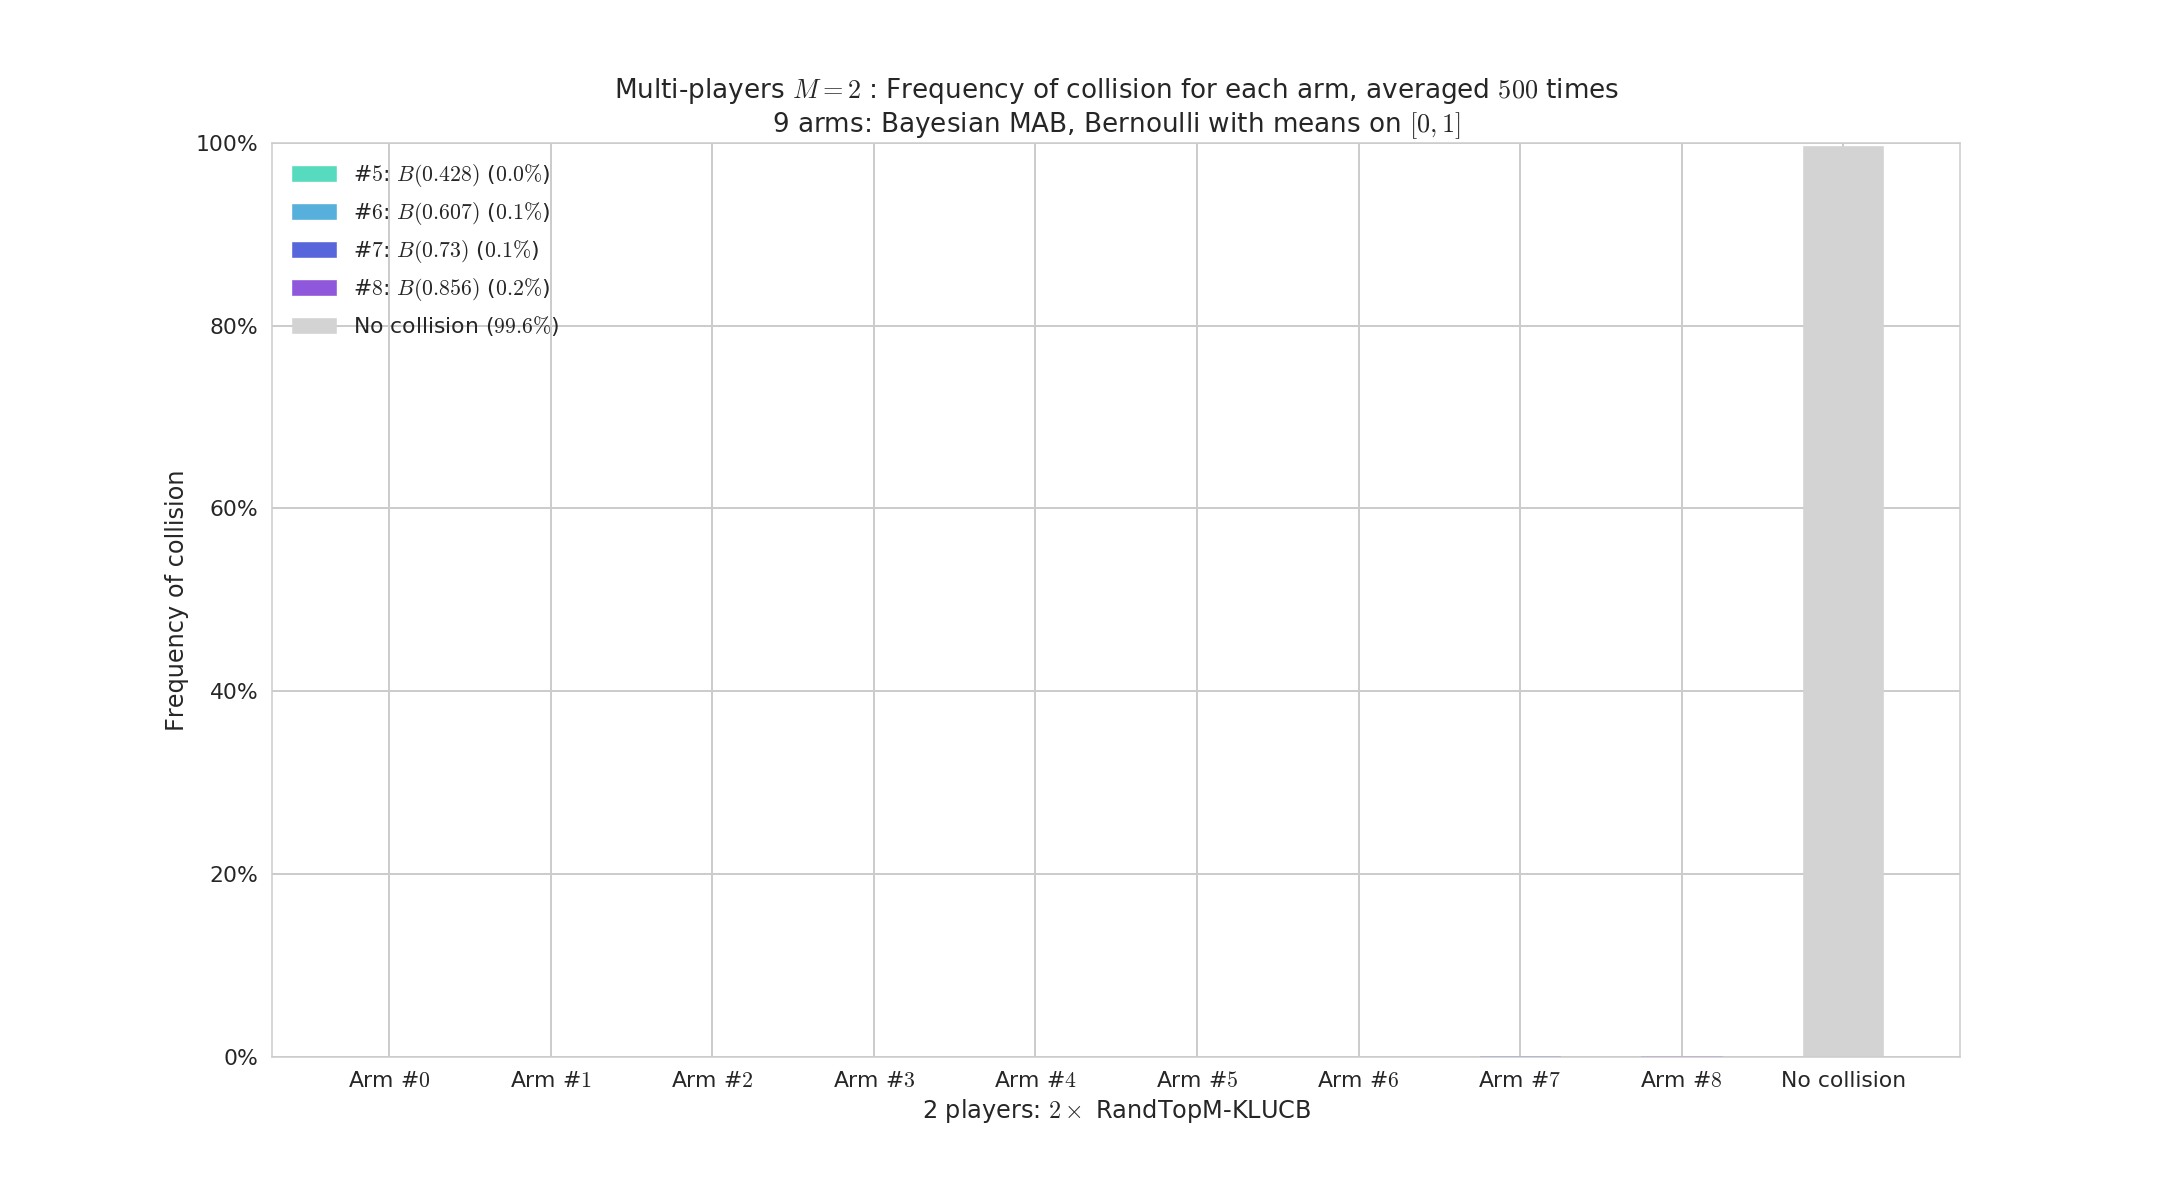 Multi-players M = 2 : Frequency of collision for each arm, averaged 500 times
9 arms: Bayesian MAB, Bernoulli with means on [0, 1]
100%
80%
60%
40%
20%
0%
Frequency of collision
#5: B(0.428) (0.0%)
#6: B(0.607) (0.1%)
#7: B(0.73) (0.1%)
#8: B(0.856) (0.2%)
No collision (99.6%)
Arm #0 Arm #1 Arm #2 Arm #3 Arm #4 Arm #5 Arm #6 Arm #7 Arm #8 No collision
2 players: 2× RandTopM-KLUCB